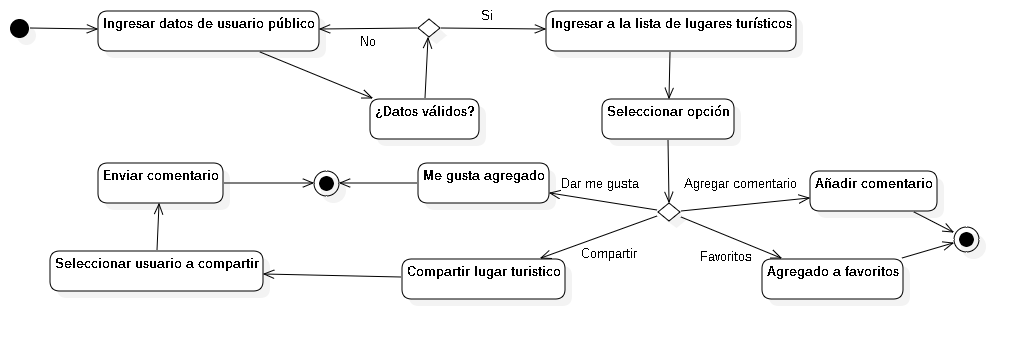 Ingresar datos de usuario público
Si
Ingresar a la lista de lugares turísticos
No
¿Datos válidos?
Seleccionar opción
Enviar comentario
Me gusta agregado
Dar me gusta
Agregar comentario
Añadir comentario
Seleccionar usuario a compartir
Compartir lugar turistico
Compartir
Favoritos
Agregado a favoritos